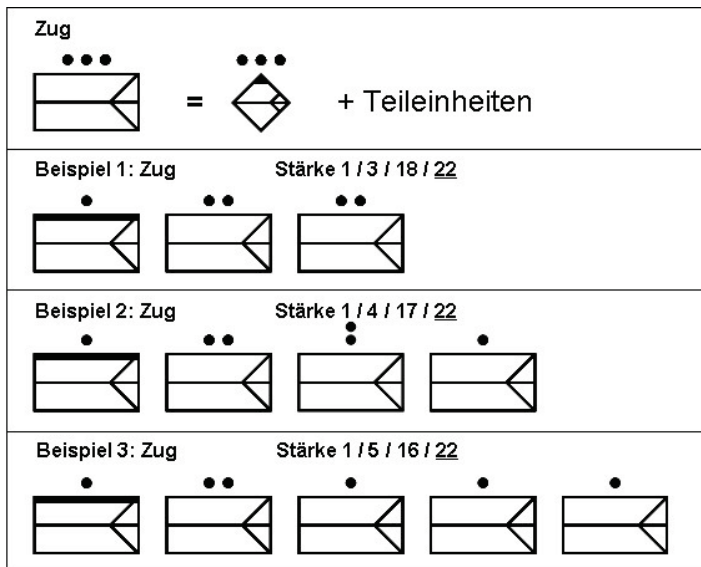 Zug
= + Teileinheiten
Beispiel 1: Zug Stärke 1 / 3 / 18 / 22
Beispiel 2: Zug Stärke 1 / 4 / 17 / 22
Beispiel 3: Zug Stärke 1 / 5 / 16 / 22